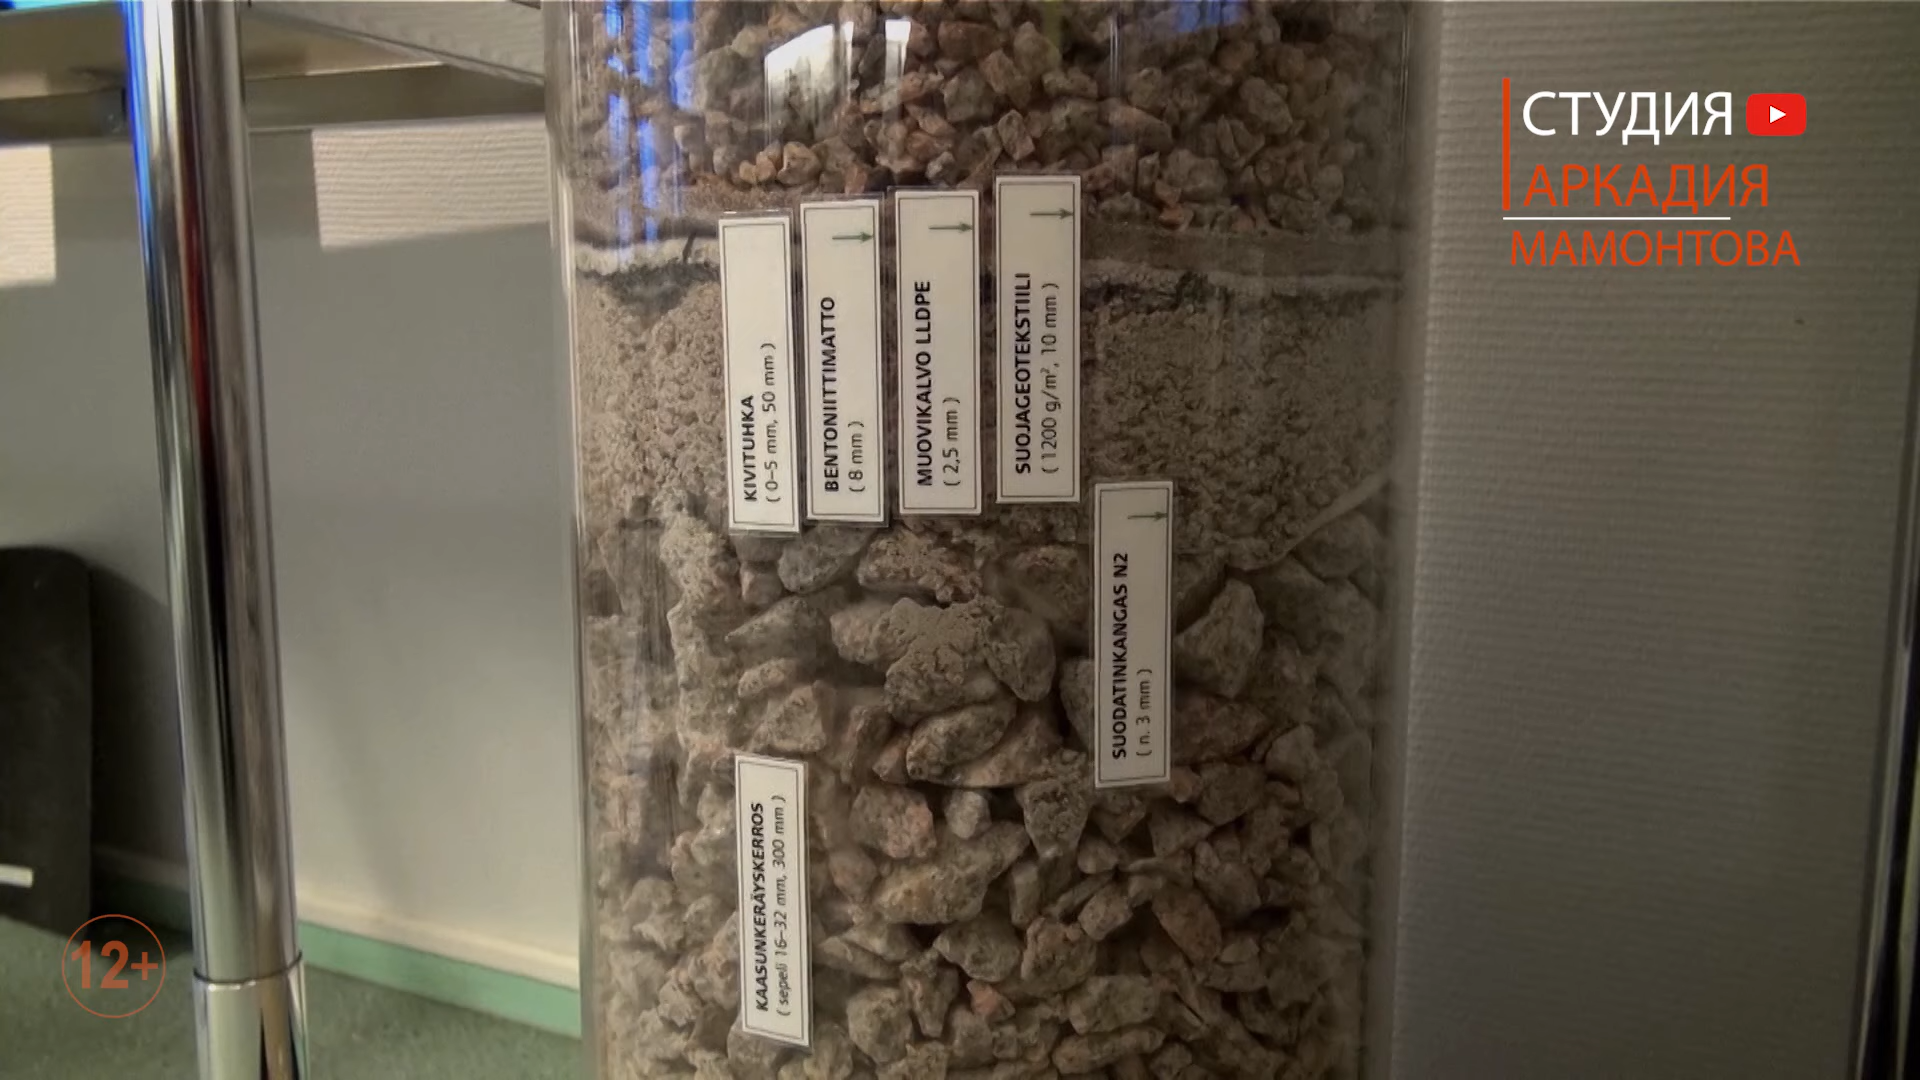 СТУДИЯ
АРКАДИЯ
МАМОНТОВА
KIVITUHKA
( 0–5 mm, 50 mm )
BENTONIITTIMATTO
( 8 mm )
MUOVIKALVO LLDPE
( 2,5 mm )
SUOJAGEOTEKSTIILI
( 1200 g/m², 10 mm )
SUODATINKANGAS N2
( n. 3 mm )
KAASUNKERÄYSKERROS
( sepeli 16–32 mm, 300 mm )
12+